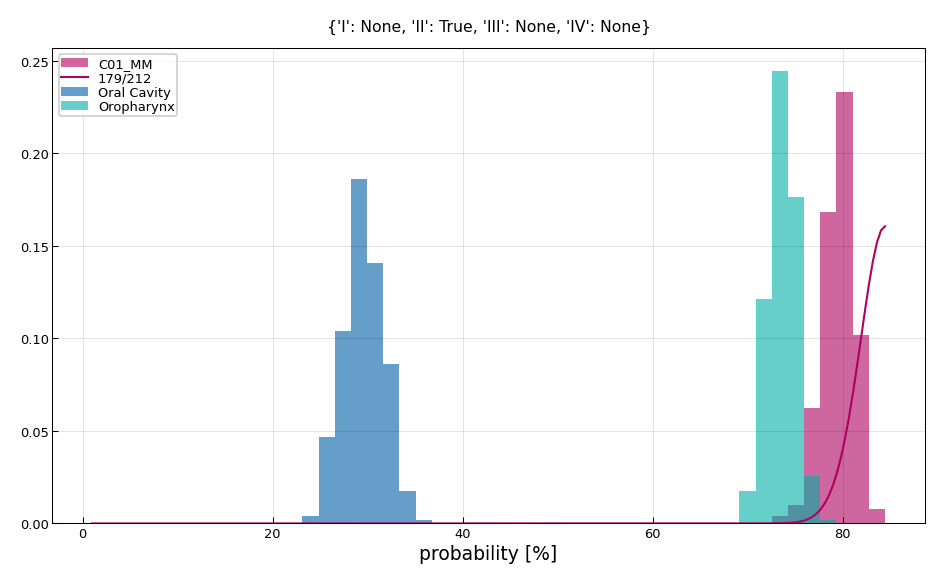 {'I': None, 'II': True, 'III': None, 'IV': None}
C01_MM
179/212
Oral Cavity
Oropharynx
0.25
0.20
0.15
0.10
0.05
0.00
0 20 40 60 80
probability [%]